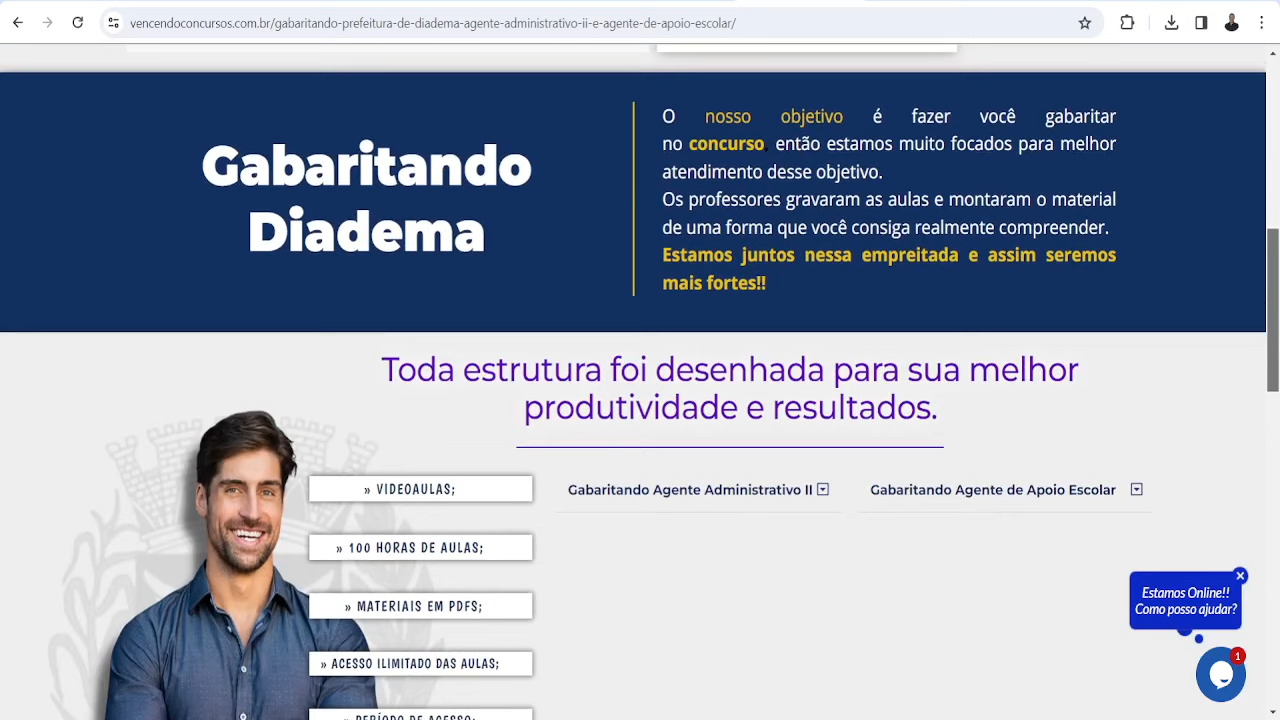 vencendoconcursos.com.br/gabaritando-prefeitura-de-diadema-agente-administrativo-ii-e-agente-de-apoio-escolar/
Gabaritando
Diadema
O nosso objetivo é fazer você gabaritar
no concurso, então estamos muito focados para melhor
atendimento desse objetivo.
Os professores gravaram as aulas e montaram o material
de uma forma que você consiga realmente compreender.
Estamos juntos nessa empreitada e assim seremos
mais fortes!!
Toda estrutura foi desenhada para sua melhor
produtividade e resultados.
» VIDEOAULAS;
» 100 HORAS DE AULAS;
» MATERIAIS EM PDFS;
» ACESSO ILIMITADO DAS AULAS;
» PERÍODO DE ACESSO:
Gabaritando Agente Administrativo II
Gabaritando Agente de Apoio Escolar
Estamos Online!!
Como posso ajudar?
1